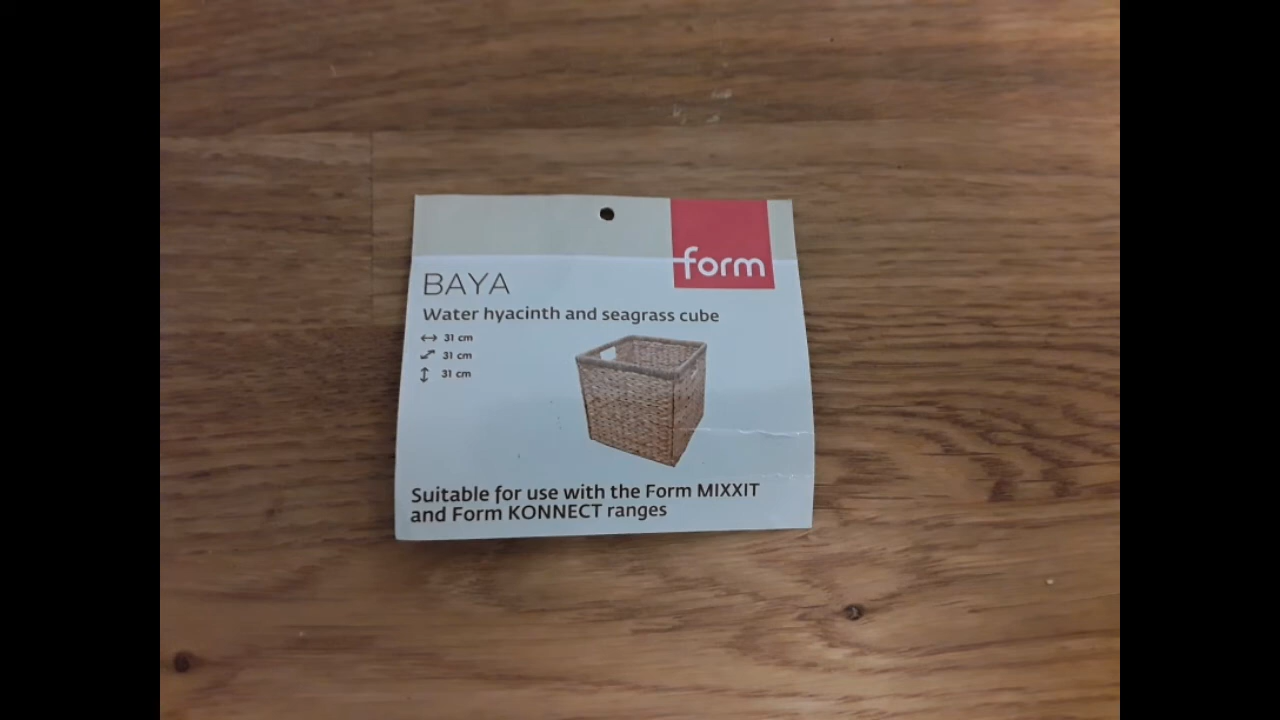 form
BAYA
Water hyacinth and seagrass cube
31 cm
31 cm
31 cm
Suitable for use with the Form MIXXIT
and Form KONNECT ranges